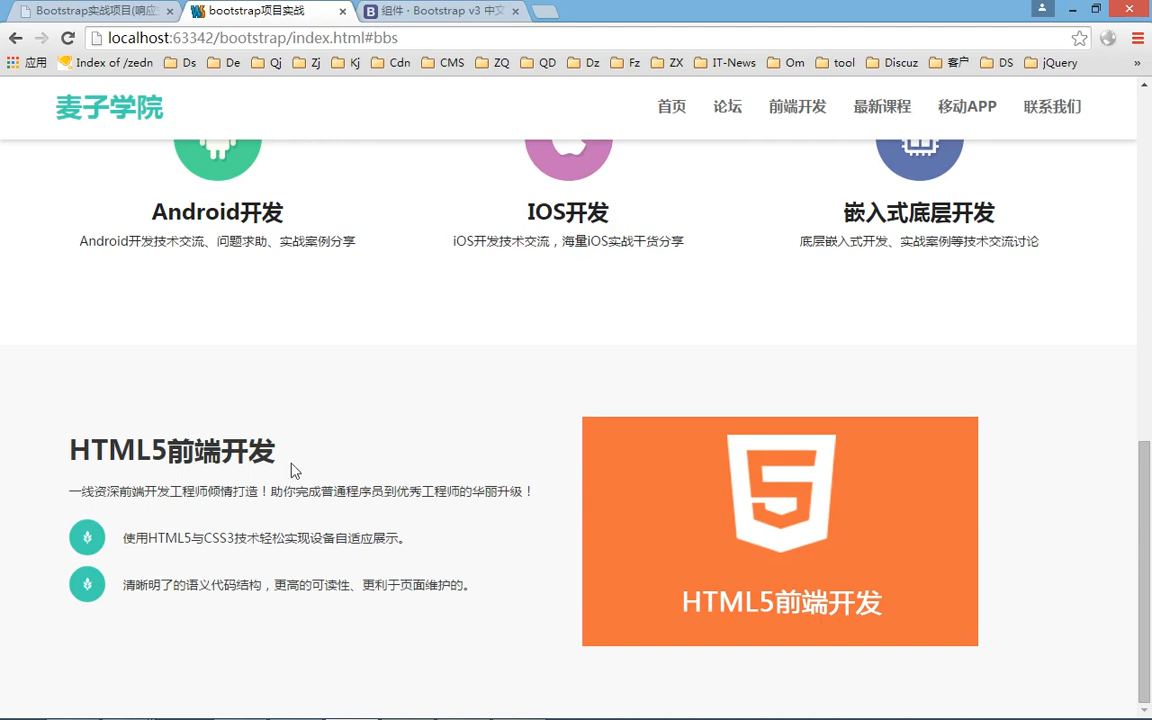 Bootstrap实战项目(响应
bootstrap项目实战
组件 · Bootstrap v3 中文
localhost:63342/bootstrap/index.html#bbs
应用 Index of /zedn Ds De Qj Zj Kj Cdn CMS ZQ QD Dz Fz ZX IT-News Om tool Discuz 客户 DS jQuery »
麦子学院 首页 论坛 前端开发 最新课程 移动APP 联系我们
Android开发 IOS开发 嵌入式底层开发
Android开发技术交流、问题求助、实战案例分享 iOS开发技术交流，海量iOS实战干货分享 底层嵌入式开发、实战案例等技术交流讨论
HTML5前端开发
一线资深前端开发工程师倾情打造！助你完成普通程序员到优秀工程师的华丽升级！
使用HTML5与CSS3技术轻松实现设备自适应展示。
清晰明了的语义代码结构，更高的可读性、更利于页面维护的。
5
HTML5前端开发